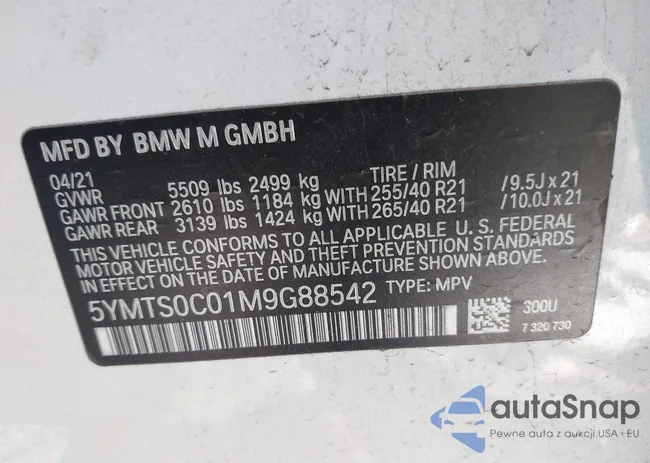 MFD BY BMW M GMBH
04/21 TIRE / RIM
GVWR 5509 lbs 2499 kg
GAWR FRONT 2610 lbs 1184 kg WITH 255/40 R21 /9.5J x 21
GAWR REAR 3139 lbs 1424 kg WITH 265/40 R21 /10.0J x 21
THIS VEHICLE CONFORMS TO ALL APPLICABLE U. S. FEDERAL
MOTOR VEHICLE SAFETY AND THEFT PREVENTION STANDARDS
IN EFFECT ON THE DATE OF MANUFACTURE SHOWN ABOVE.
5YMTS0C01M9G88542 TYPE: MPV
300U
7 320 730
autaSnap
Pewne auta z aukcji USA i EU